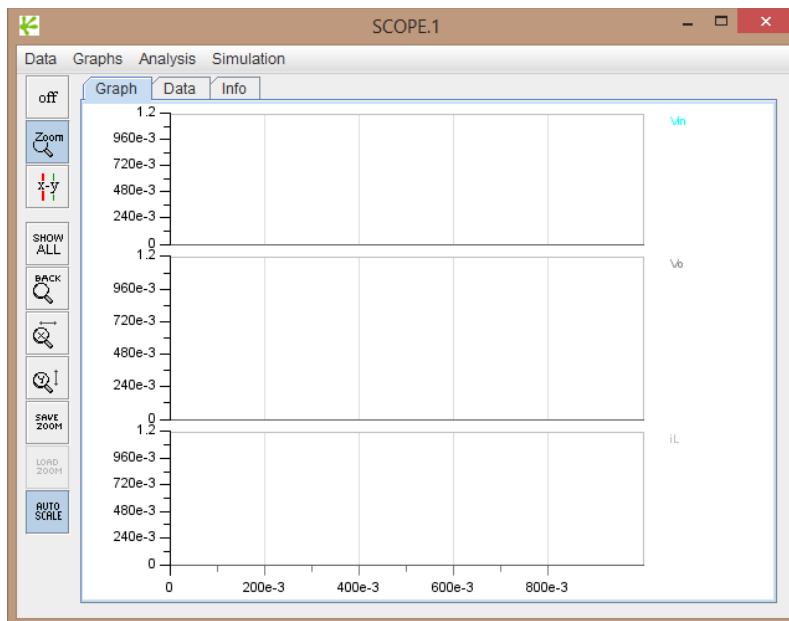 SCOPE.1
Data Graphs Analysis Simulation
off
Zoom
x-y
SHOW ALL
BACK
X
Y
SAVE ZOOM
LOAD ZOOM
AUTO SCALE
Graph Data Info
1.2
960e-3
720e-3
480e-3
240e-3
0
Vin
1.2
960e-3
720e-3
480e-3
240e-3
0
Vo
1.2
960e-3
720e-3
480e-3
240e-3
0
iL
0 200e-3 400e-3 600e-3 800e-3